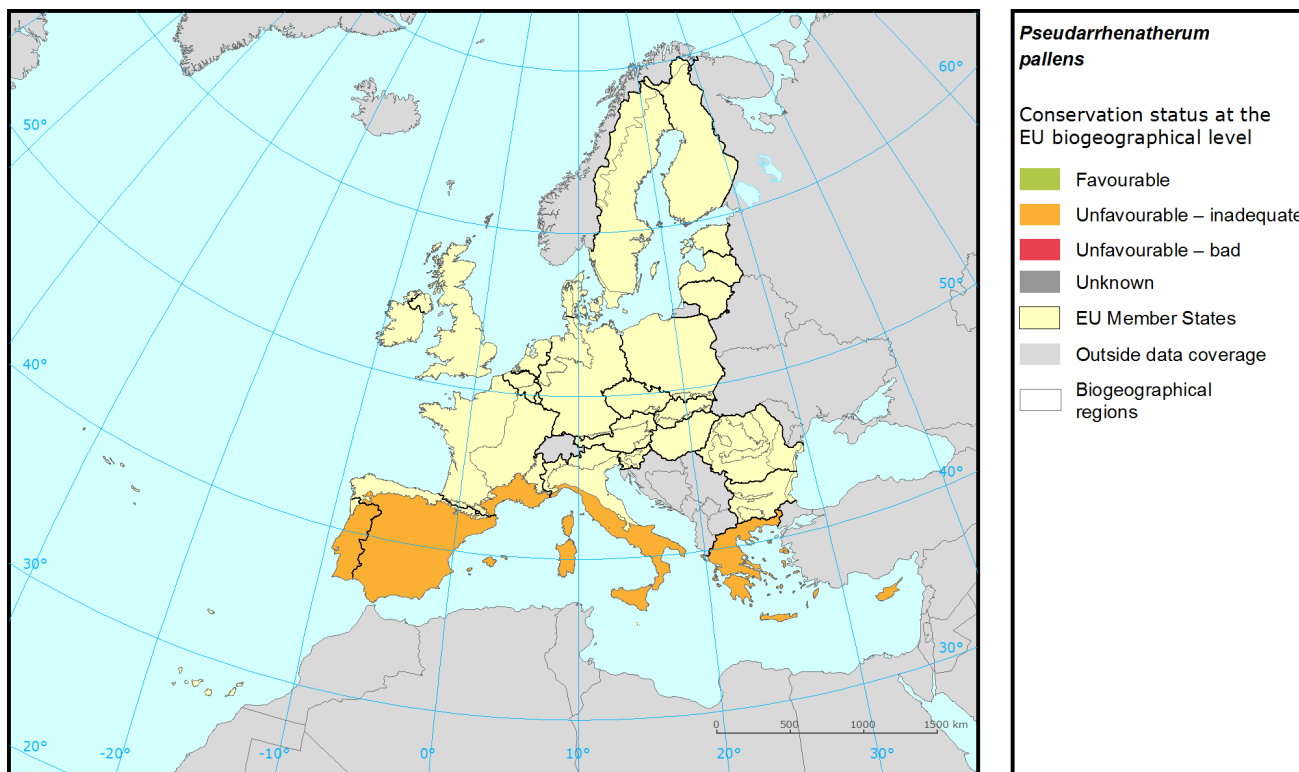 Pseudarrhenatherum
pallens
Conservation status at the
EU biogeographical level
Favourable
Unfavourable – inadequate
Unfavourable – bad
Unknown
EU Member States
Outside data coverage
Biogeographical
regions
60°
50°
50°
40°
40°
30°
30°
20°
-20°
-10°
0°
10°
20°
30°
0 500 1000 1500 km